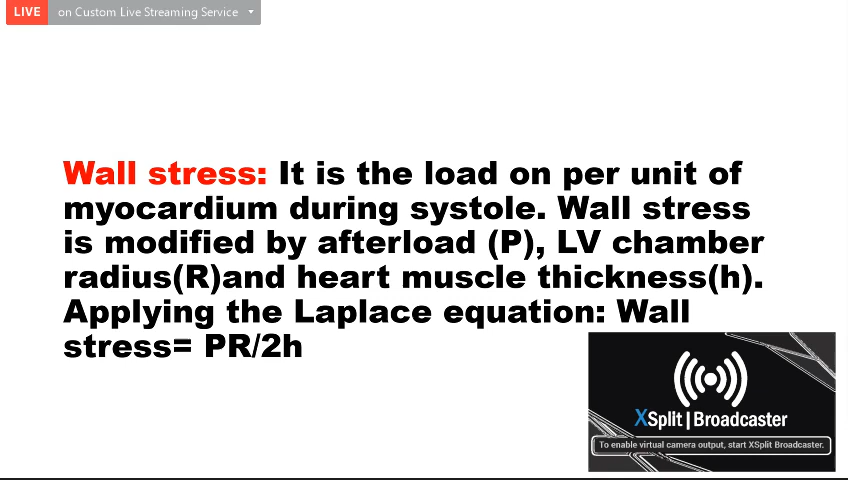 LIVE on Custom Live Streaming Service
Wall stress: It is the load on per unit of
myocardium during systole. Wall stress
is modified by afterload (P), LV chamber
radius(R)and heart muscle thickness(h).
Applying the Laplace equation: Wall
stress= PR/2h
XSplit | Broadcaster
To enable virtual camera output, start XSplit Broadcaster.